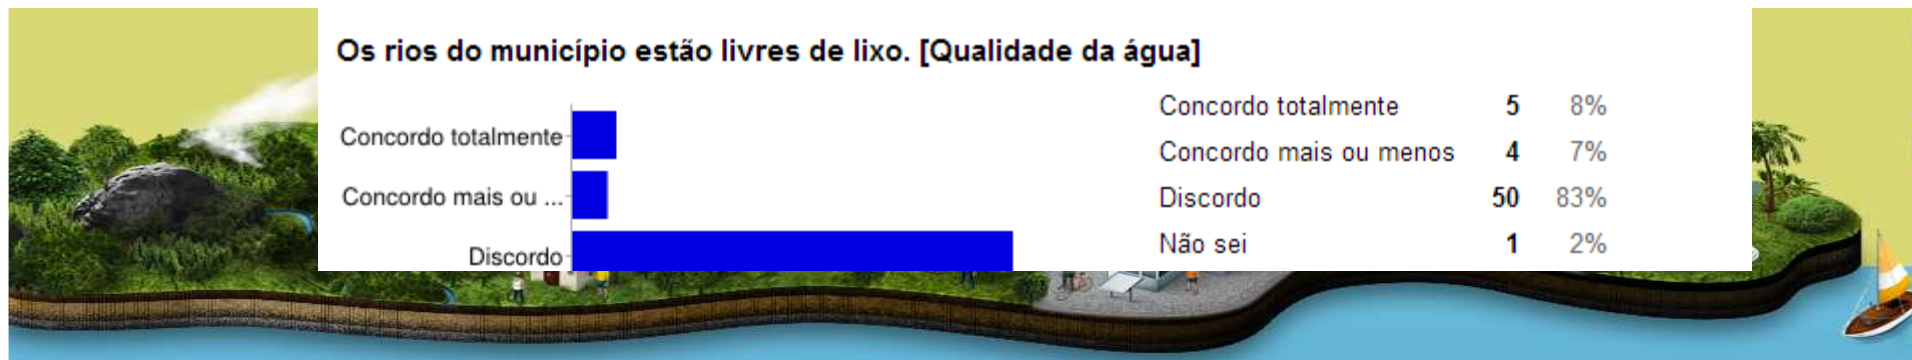 Os rios do município estão livres de lixo. [Qualidade da água]
Concordo totalmente
Concordo mais ou ...
Discordo
Concordo totalmente 5 8%
Concordo mais ou menos 4 7%
Discordo 50 83%
Não sei 1 2%